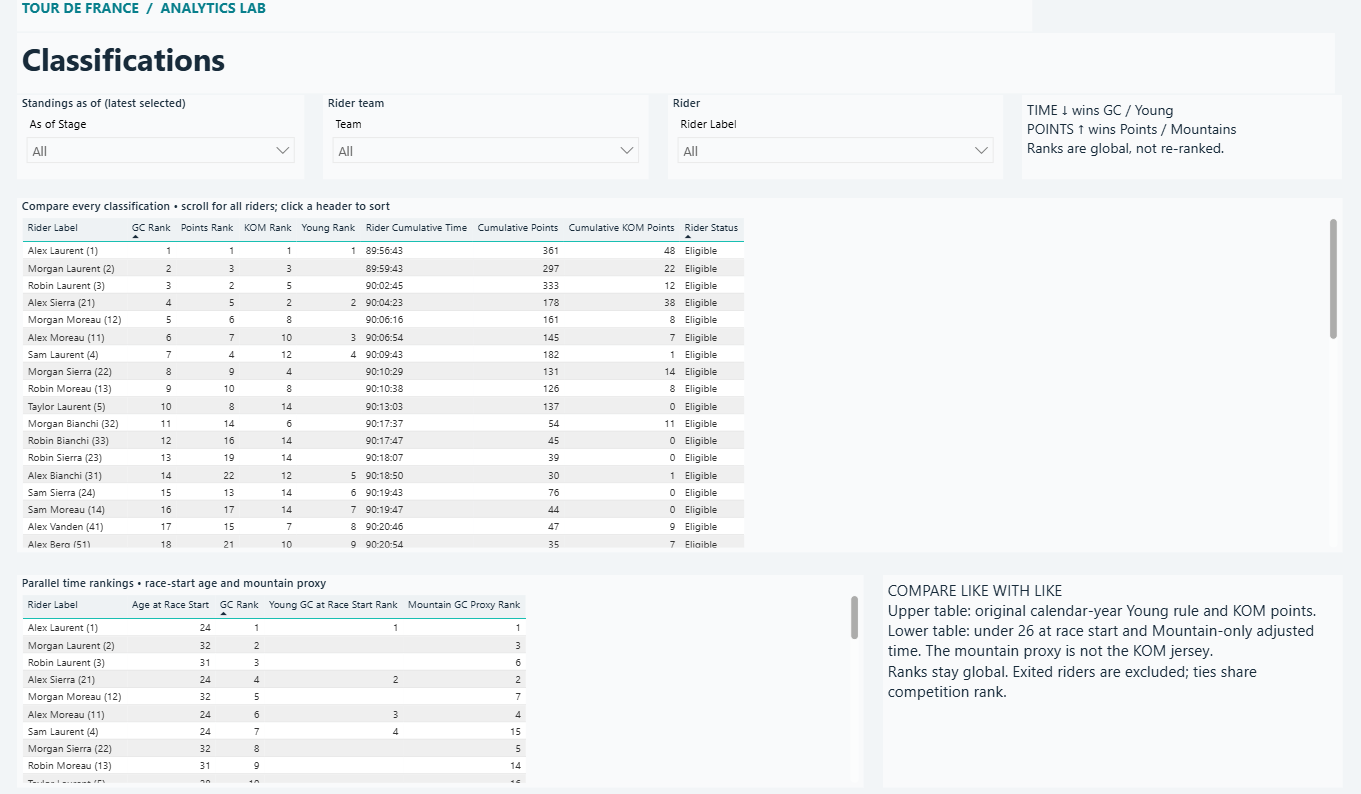 TOUR DE FRANCE / ANALYTICS LAB
Classifications
Standings as of (latest selected)
As of Stage
All
Rider team
Team
All
Rider
Rider Label
All
TIME ↓ wins GC / Young
POINTS ↑ wins Points / Mountains
Ranks are global, not re-ranked.
Compare every classification • scroll for all riders; click a header to sort
Rider Label GC Rank Points Rank KOM Rank Young Rank Rider Cumulative Time Cumulative Points Cumulative KOM Points Rider Status
Alex Laurent (1) 1 1 1 1 89:56:43 361 48 Eligible
Morgan Laurent (2) 2 3 3 89:59:43 297 22 Eligible
Robin Laurent (3) 3 2 5 90:02:45 333 12 Eligible
Alex Sierra (21) 4 5 2 2 90:04:23 178 38 Eligible
Morgan Moreau (12) 5 6 8 90:06:16 161 8 Eligible
Alex Moreau (11) 6 7 10 3 90:06:54 145 7 Eligible
Sam Laurent (4) 7 4 12 4 90:09:43 182 1 Eligible
Morgan Sierra (22) 8 9 4 90:10:29 131 14 Eligible
Robin Moreau (13) 9 10 8 90:10:38 126 8 Eligible
Taylor Laurent (5) 10 8 14 90:13:03 137 0 Eligible
Morgan Bianchi (32) 11 14 6 90:17:37 54 11 Eligible
Robin Bianchi (33) 12 16 14 90:17:47 45 0 Eligible
Robin Sierra (23) 13 19 14 90:18:07 39 0 Eligible
Alex Bianchi (31) 14 22 12 5 90:18:50 30 1 Eligible
Sam Sierra (24) 15 13 14 6 90:19:43 76 0 Eligible
Sam Moreau (14) 16 17 14 7 90:19:47 44 0 Eligible
Alex Vanden (41) 17 15 7 8 90:20:46 47 9 Eligible
Alex Berg (51) 18 21 10 9 90:20:54 35 7 Eligible
Parallel time rankings • race-start age and mountain proxy
Rider Label Age at Race Start GC Rank Young GC at Race Start Rank Mountain GC Proxy Rank
Alex Laurent (1) 24 1 1 1
Morgan Laurent (2) 32 2 3
Robin Laurent (3) 31 3 6
Alex Sierra (21) 24 4 2 2
Morgan Moreau (12) 32 5 7
Alex Moreau (11) 24 6 3 4
Sam Laurent (4) 24 7 4 15
Morgan Sierra (22) 32 8 5
Robin Moreau (13) 31 9 14
Taylor Laurent (5) 10
COMPARE LIKE WITH LIKE
Upper table: original calendar-year Young rule and KOM points.
Lower table: under 26 at race start and Mountain-only adjusted
time. The mountain proxy is not the KOM jersey.
Ranks stay global. Exited riders are excluded; ties share
competition rank.